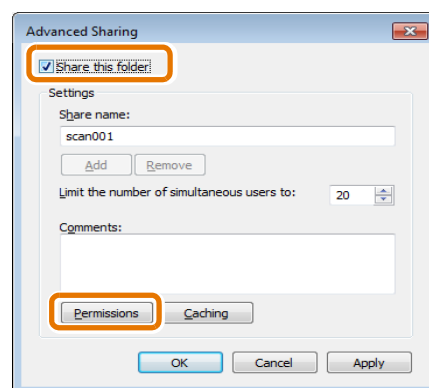 Advanced Sharing
Share this folder
Settings
Share name:
scan001
Add Remove
Limit the number of simultaneous users to: 20
Comments:
Permissions Caching
OK Cancel Apply